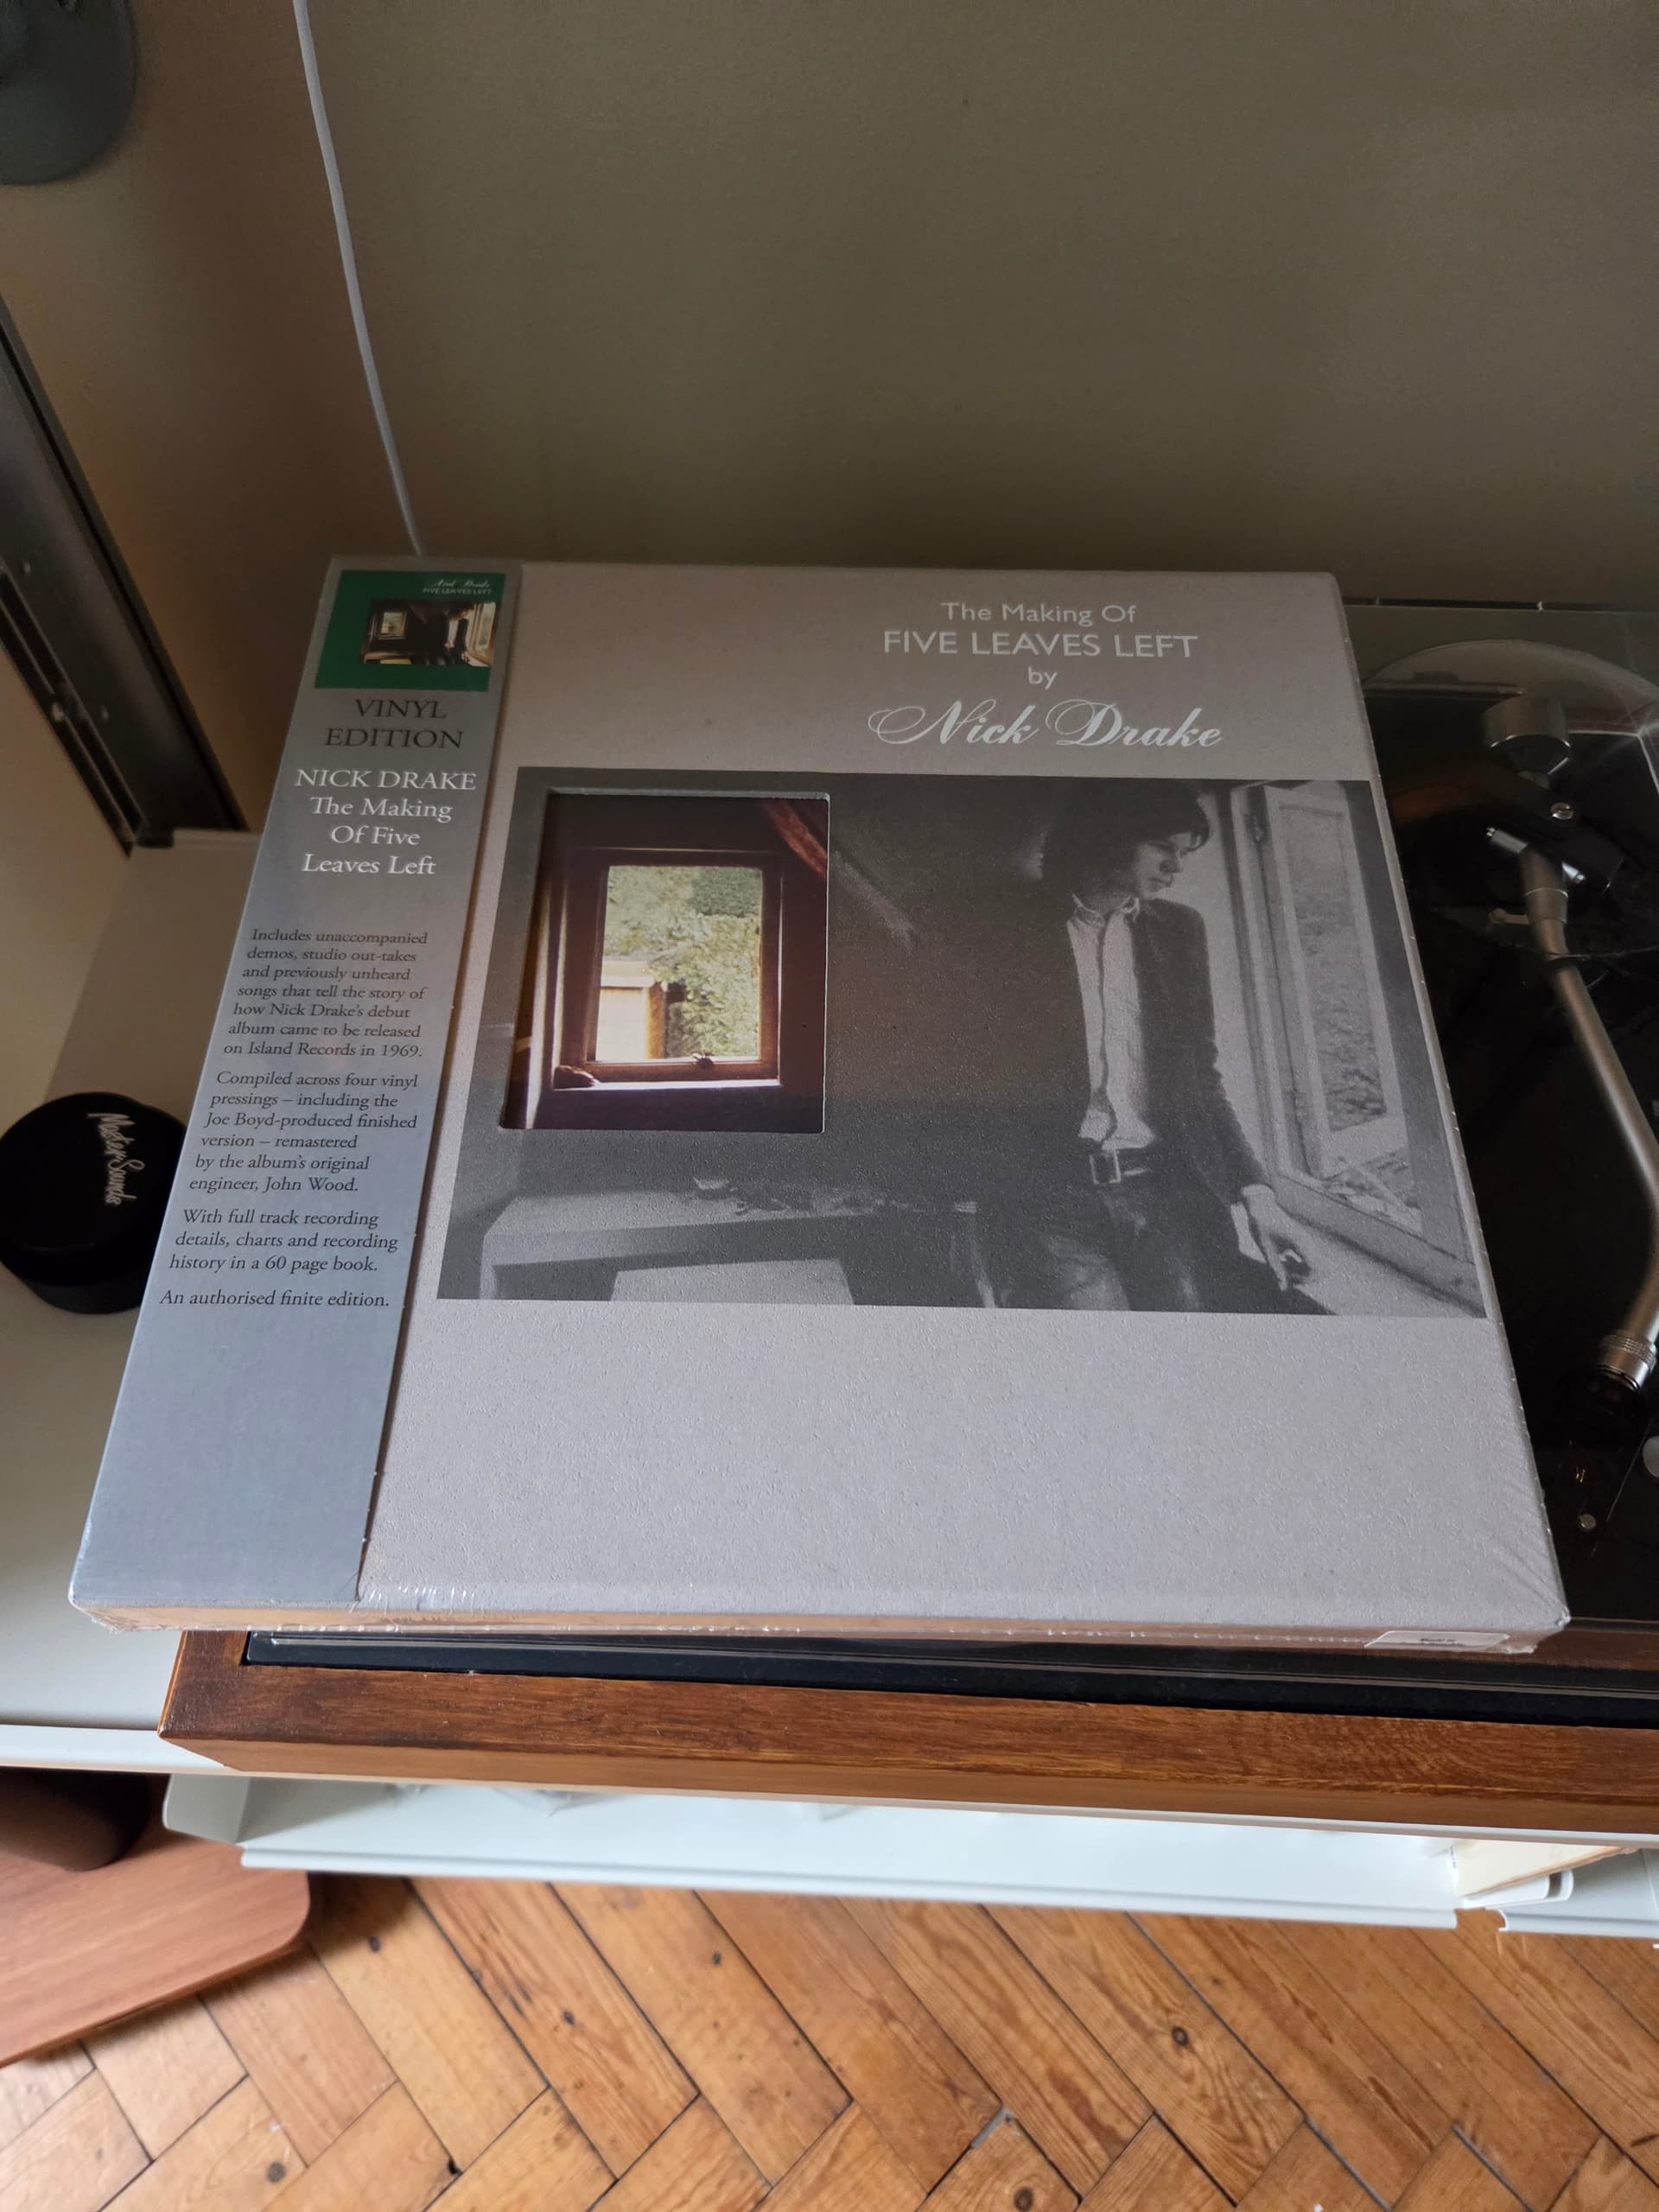 Nick Drake
FIVE LEAVES LEFT
VINYL
EDITION
NICK DRAKE
The Making
Of Five
Leaves Left
Includes unaccompanied
demos, studio out-takes
and previously unheard
songs that tell the story of
how Nick Drake's debut
album came to be released
on Island Records in 1969.
Compiled across four vinyl
pressings – including the
Joe Boyd-produced finished
version – remastered
by the album's original
engineer, John Wood.
With full track recording
details, charts and recording
history in a 60 page book.
An authorised finite edition.
The Making Of
FIVE LEAVES LEFT
by
Nick Drake
MasterSounds